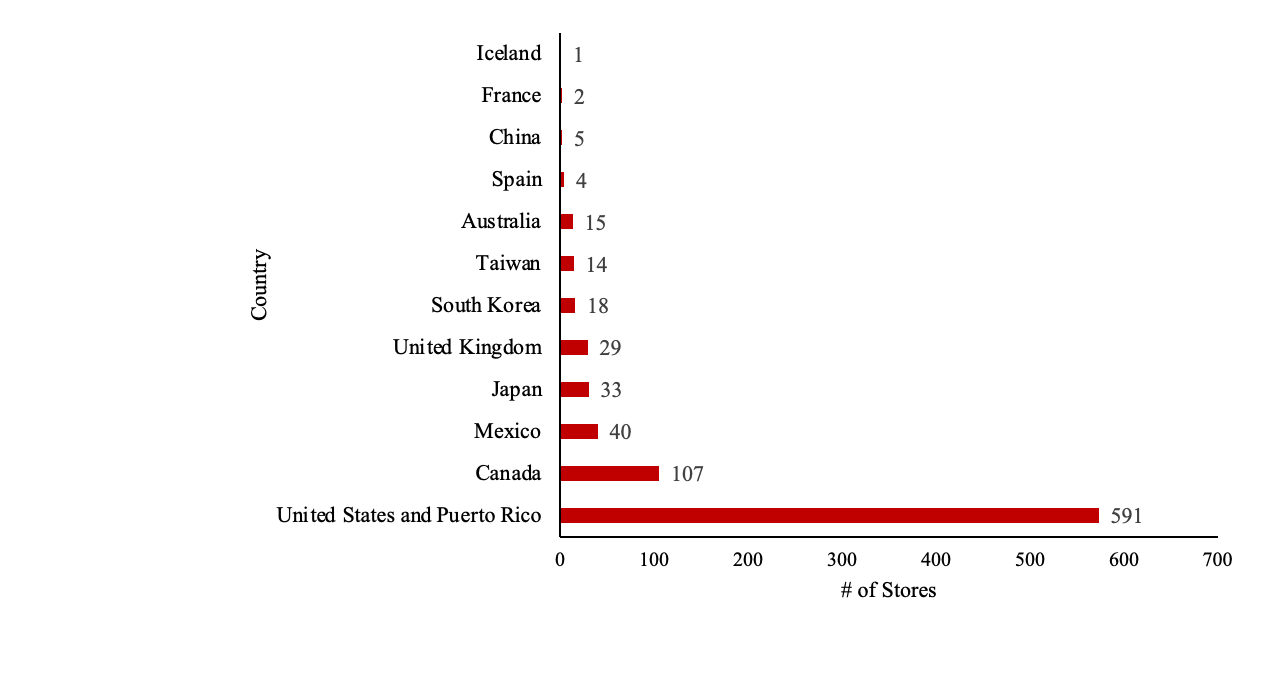 Iceland 1
France 2
China 5
Spain 4
Australia 15
Taiwan 14
South Korea 18
United Kingdom 29
Japan 33
Mexico 40
Canada 107
United States and Puerto Rico 591
Country
0 100 200 300 400 500 600 700
# of Stores